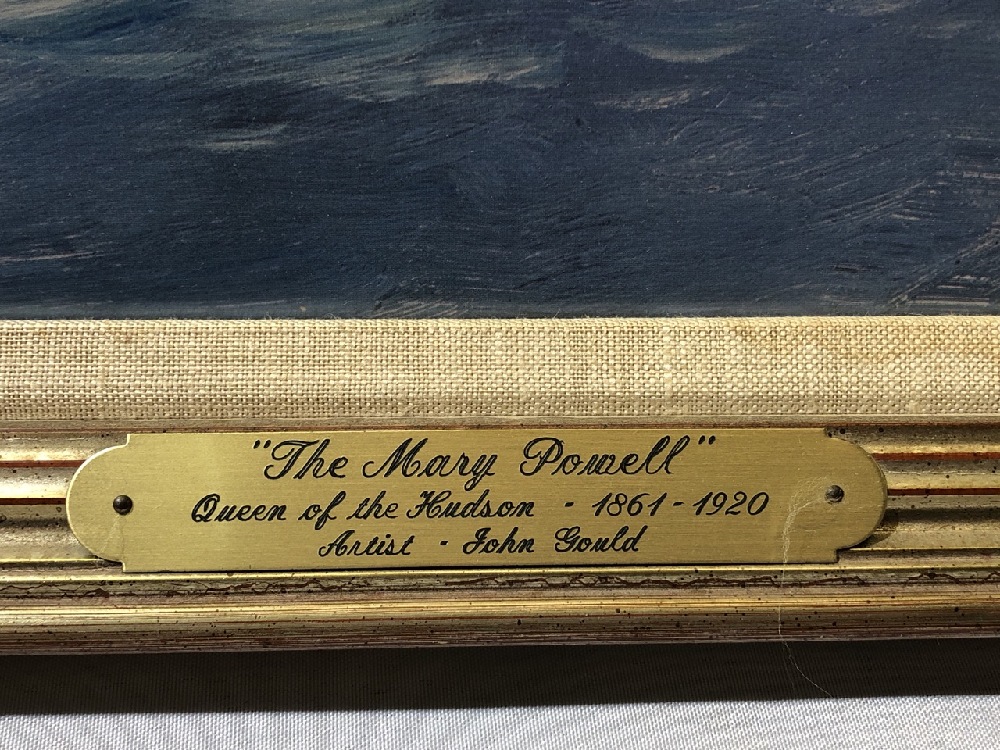 "The Mary Powell"
Queen of the Hudson - 1861-1920
Artist - John Gould